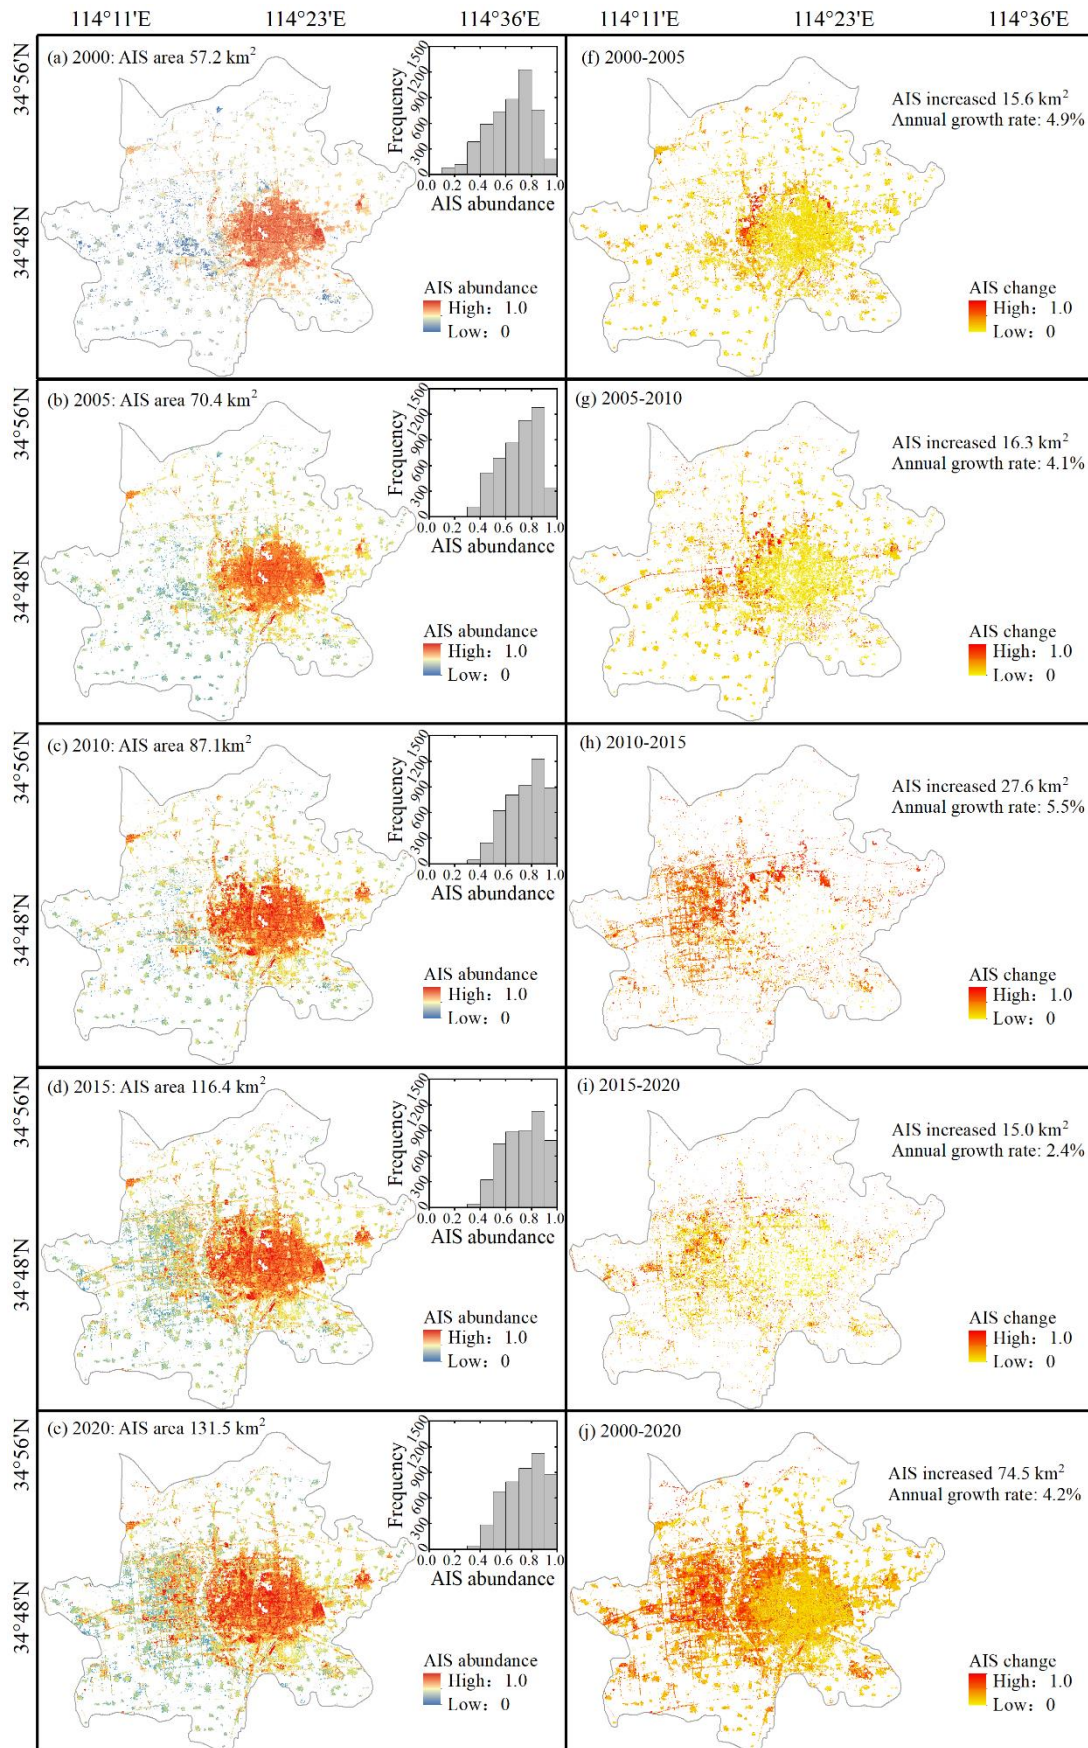 114°11'E 114°23'E 114°36'E 114°11'E 114°23'E 114°36'E
34°56'N
34°48'N
(a) 2000: AIS area 57.2 km²
Frequency
1500
1200
900
600
300
0
0.0 0.2 0.4 0.6 0.8 1.0
AIS abundance
AIS abundance
High: 1.0
Low: 0
(f) 2000-2005
AIS increased 15.6 km²
Annual growth rate: 4.9%
AIS change
High: 1.0
Low: 0
34°56'N
34°48'N
(b) 2005: AIS area 70.4 km²
Frequency
1500
1200
900
600
300
0
0.0 0.2 0.4 0.6 0.8 1.0
AIS abundance
AIS abundance
High: 1.0
Low: 0
(g) 2005-2010
AIS increased 16.3 km²
Annual growth rate: 4.1%
AIS change
High: 1.0
Low: 0
34°56'N
34°48'N
(c) 2010: AIS area 87.1km²
Frequency
1500
1200
900
600
300
0
0.0 0.2 0.4 0.6 0.8 1.0
AIS abundance
AIS abundance
High: 1.0
Low: 0
(h) 2010-2015
AIS increased 27.6 km²
Annual growth rate: 5.5%
AIS change
High: 1.0
Low: 0
34°56'N
34°48'N
(d) 2015: AIS area 116.4 km²
Frequency
1500
1200
900
600
300
0
0.0 0.2 0.4 0.6 0.8 1.0
AIS abundance
AIS abundance
High: 1.0
Low: 0
(i) 2015-2020
AIS increased 15.0 km²
Annual growth rate: 2.4%
AIS change
High: 1.0
Low: 0
34°56'N
34°48'N
(e) 2020: AIS area 131.5 km²
Frequency
1500
1200
900
600
300
0
0.0 0.2 0.4 0.6 0.8 1.0
AIS abundance
AIS abundance
High: 1.0
Low: 0
(j) 2000-2020
AIS increased 74.5 km²
Annual growth rate: 4.2%
AIS change
High: 1.0
Low: 0